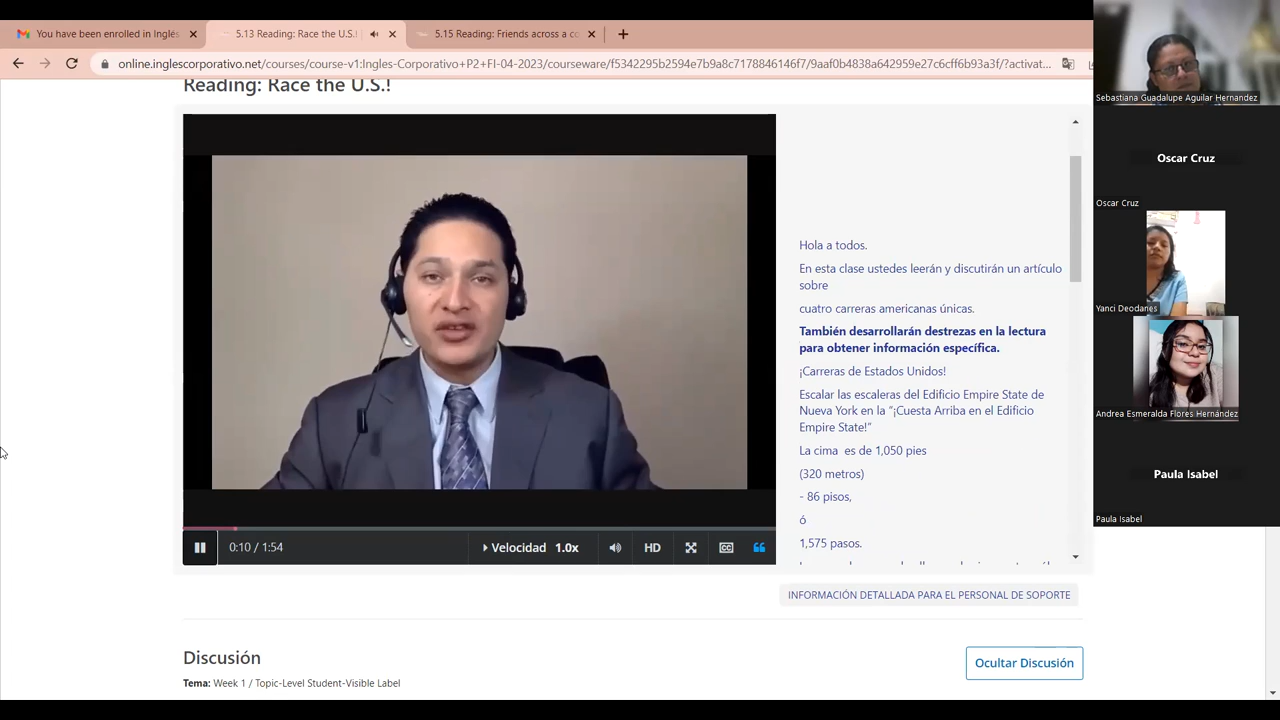 You have been enrolled in Inglés
5.13 Reading: Race the U.S.!
5.15 Reading: Friends across a co
online.inglescorporativo.net/courses/course-v1:Ingles-Corporativo+P2+FI-04-2023/courseware/f5342295b2594e7b9a8c7178846146f7/9aaf0b4838a642959e27c6cff6b93a3f/?activat...
Reading: Race the U.S.!
Hola a todos.
En esta clase ustedes leerán y discutirán un artículo
sobre
cuatro carreras americanas únicas.
También desarrollarán destrezas en la lectura
para obtener información específica.
¡Carreras de Estados Unidos!
Escalar las escaleras del Edificio Empire State de
Nueva York en la "¡Cuesta Arriba en el Edificio
Empire State!"
La cima es de 1,050 pies
(320 metros)
- 86 pisos,
ó
1,575 pasos.
0:10 / 1:54
Velocidad 1.0x
HD
CC
INFORMACIÓN DETALLADA PARA EL PERSONAL DE SOPORTE
Discusión
Tema: Week 1 / Topic-Level Student-Visible Label
Ocultar Discusión
Sebastiana Guadalupe Aguilar Hernandez
Oscar Cruz
Oscar Cruz
Yanci Deodanes
Andrea Esmeralda Flores Hernández
Paula Isabel
Paula Isabel